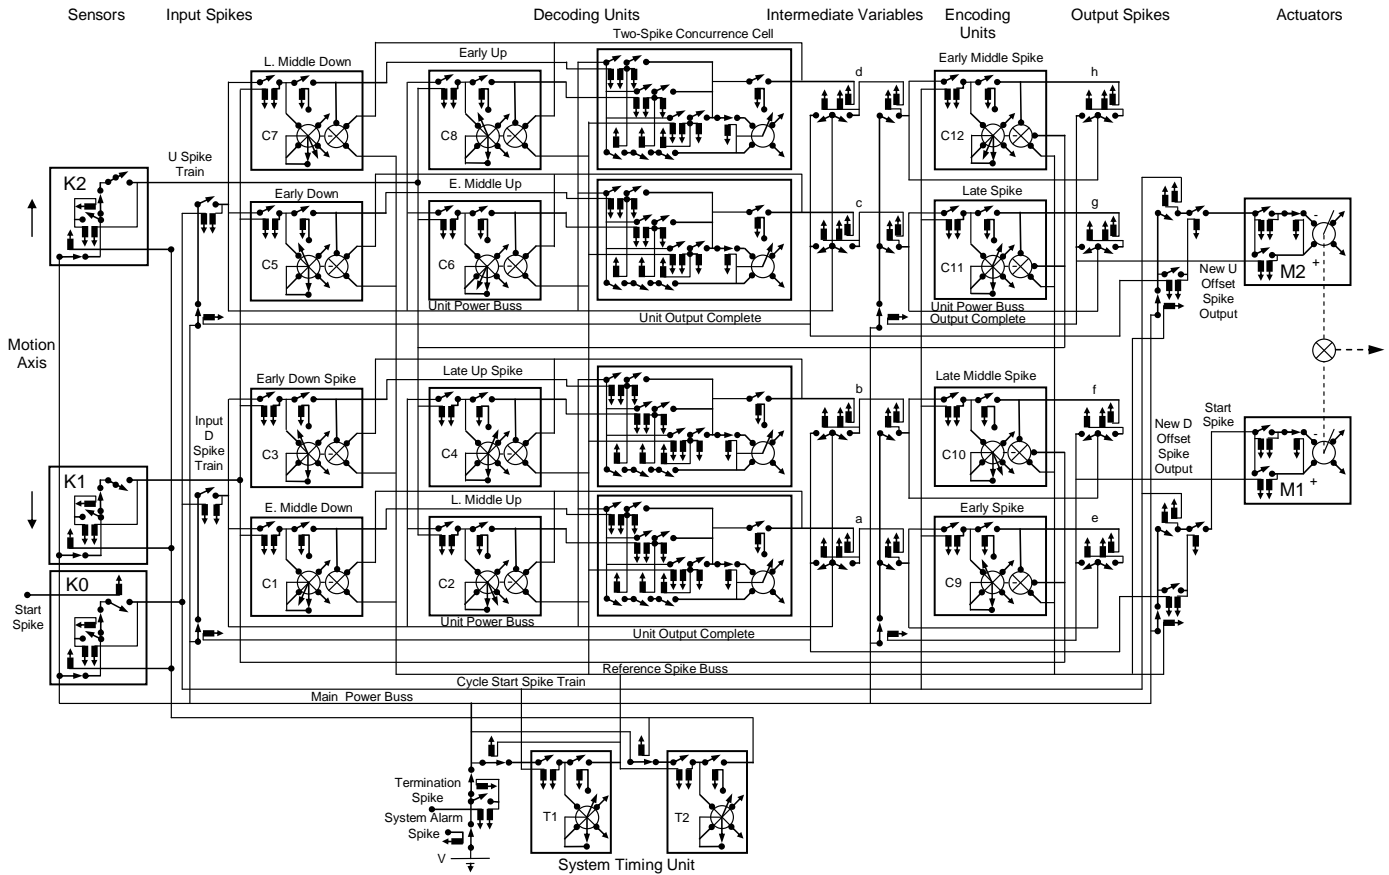 Sensors
Input Spikes
Decoding Units
Intermediate Variables
Encoding
Units
Output Spikes
Actuators
Two-Spike Concurrence Cell
L. Middle Down
Early Up
Early Middle Spike
d
h
C7
C8
C12
U Spike
Train
K2
Early Down
E. Middle Up
Late Spike
c
g
C5
C6
C11
-
M2
+
New U
Offset
Spike
Output
Unit Power Buss
Unit Power Buss
Unit Output Complete
Output Complete
Motion
Axis
Early Down Spike
Late Up Spike
Late Middle Spike
b
f
Input
D
Spike
Train
C3
C4
C10
Start
Spike
New D
Offset
Spike
Output
-
M1
+
K1
E. Middle Down
L. Middle Up
Early Spike
a
e
C1
C2
C9
K0
Start
Spike
Unit Power Buss
Unit Output Complete
Reference Spike Buss
Cycle Start Spike Train
Main Power Buss
Termination
Spike
System Alarm
Spike
T1
T2
V
System Timing Unit